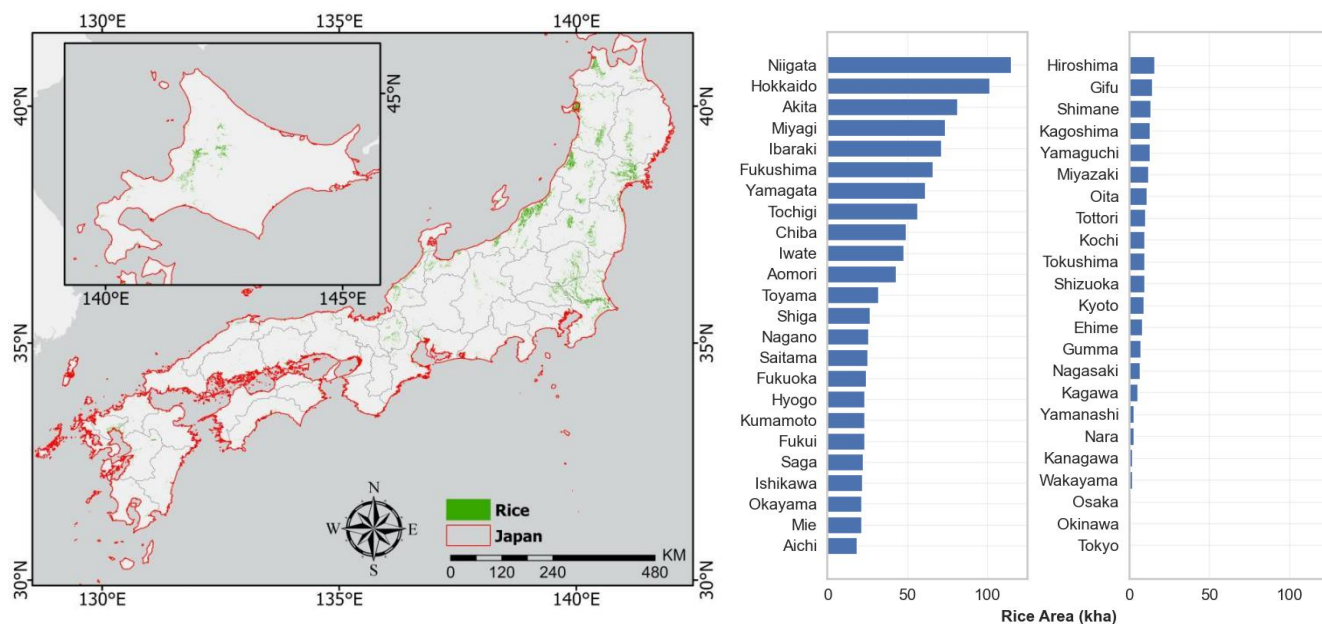 130°E 135°E 140°E
45°N
40°N
40°N
140°E 145°E
35°N
35°N
N
W E
S
Rice
Japan
KM
0 120 240 480
30°N
30°N
130°E 135°E 140°E
Niigata
Hokkaido
Akita
Miyagi
Ibaraki
Fukushima
Yamagata
Tochigi
Chiba
Iwate
Aomori
Toyama
Shiga
Nagano
Saitama
Fukuoka
Hyogo
Kumamoto
Fukui
Saga
Ishikawa
Okayama
Mie
Aichi
0 50 100
Hiroshima
Gifu
Shimane
Kagoshima
Yamaguchi
Miyazaki
Oita
Tottori
Kochi
Tokushima
Shizuoka
Kyoto
Ehime
Gumma
Nagasaki
Kagawa
Yamanashi
Nara
Kanagawa
Wakayama
Osaka
Okinawa
Tokyo
0 50 100
Rice Area (kha)